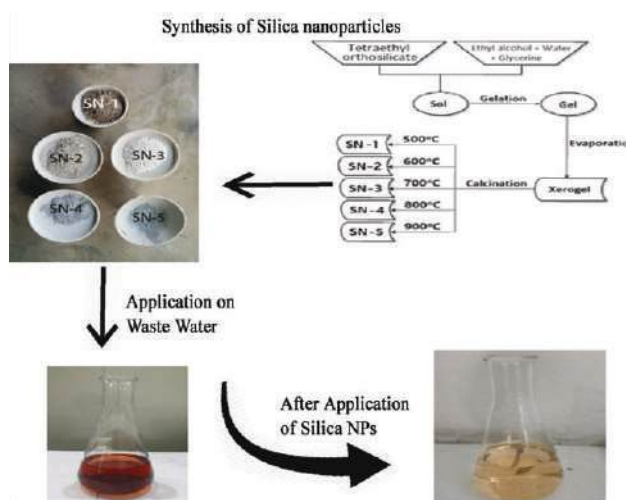 Synthesis of Silica nanoparticles
Tetraethyl
orthosilicate
Ethyl alcohol + Water
+ Glycerine
Sol
Gelation
Gel
Evaporatio
Xerogel
Calcination
500°C
600°C
700°C
800°C
900°C
SN-1
SN-2
SN-3
SN-4
SN-5
SN-1
SN-2
SN-3
SN-4
SN-5
Application on
Waste Water
After Application
of Silica NPs